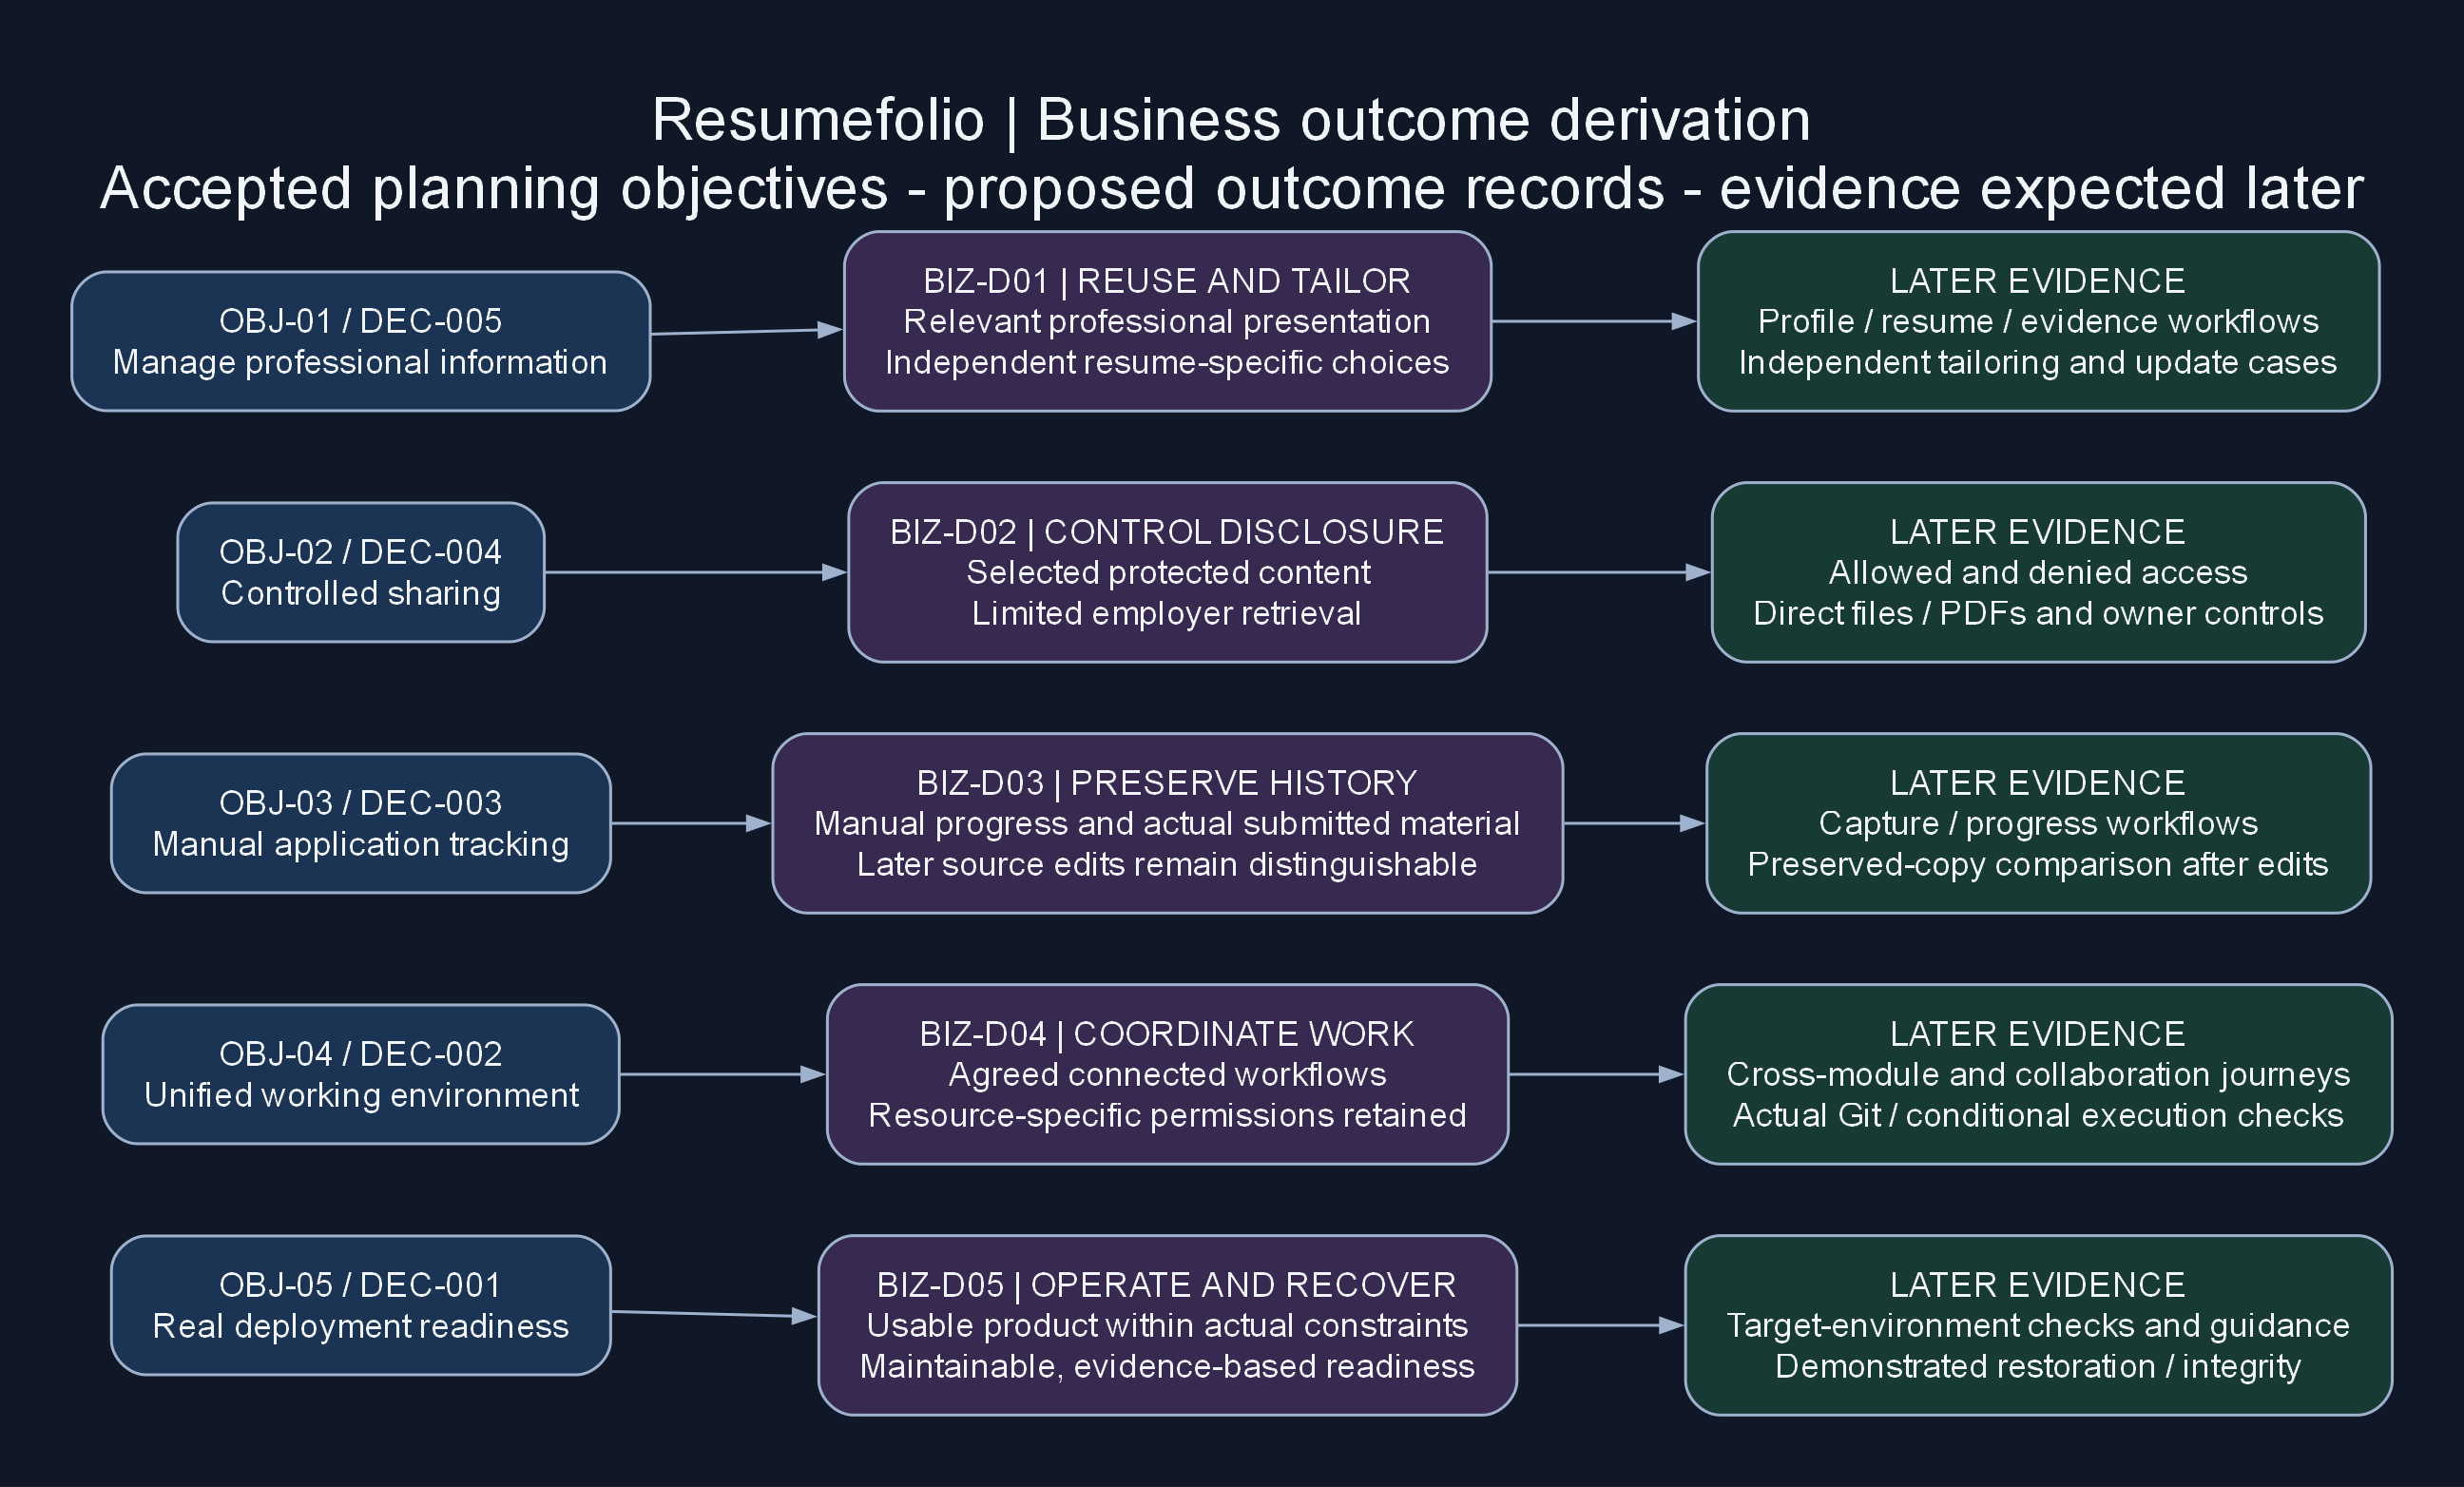 Resumefolio | Business outcome derivation
Accepted planning objectives - proposed outcome records - evidence expected later
OBJ-01 / DEC-005
Manage professional information
BIZ-D01 | REUSE AND TAILOR
Relevant professional presentation
Independent resume-specific choices
LATER EVIDENCE
Profile / resume / evidence workflows
Independent tailoring and update cases
OBJ-02 / DEC-004
Controlled sharing
BIZ-D02 | CONTROL DISCLOSURE
Selected protected content
Limited employer retrieval
LATER EVIDENCE
Allowed and denied access
Direct files / PDFs and owner controls
OBJ-03 / DEC-003
Manual application tracking
BIZ-D03 | PRESERVE HISTORY
Manual progress and actual submitted material
Later source edits remain distinguishable
LATER EVIDENCE
Capture / progress workflows
Preserved-copy comparison after edits
OBJ-04 / DEC-002
Unified working environment
BIZ-D04 | COORDINATE WORK
Agreed connected workflows
Resource-specific permissions retained
LATER EVIDENCE
Cross-module and collaboration journeys
Actual Git / conditional execution checks
OBJ-05 / DEC-001
Real deployment readiness
BIZ-D05 | OPERATE AND RECOVER
Usable product within actual constraints
Maintainable, evidence-based readiness
LATER EVIDENCE
Target-environment checks and guidance
Demonstrated restoration / integrity